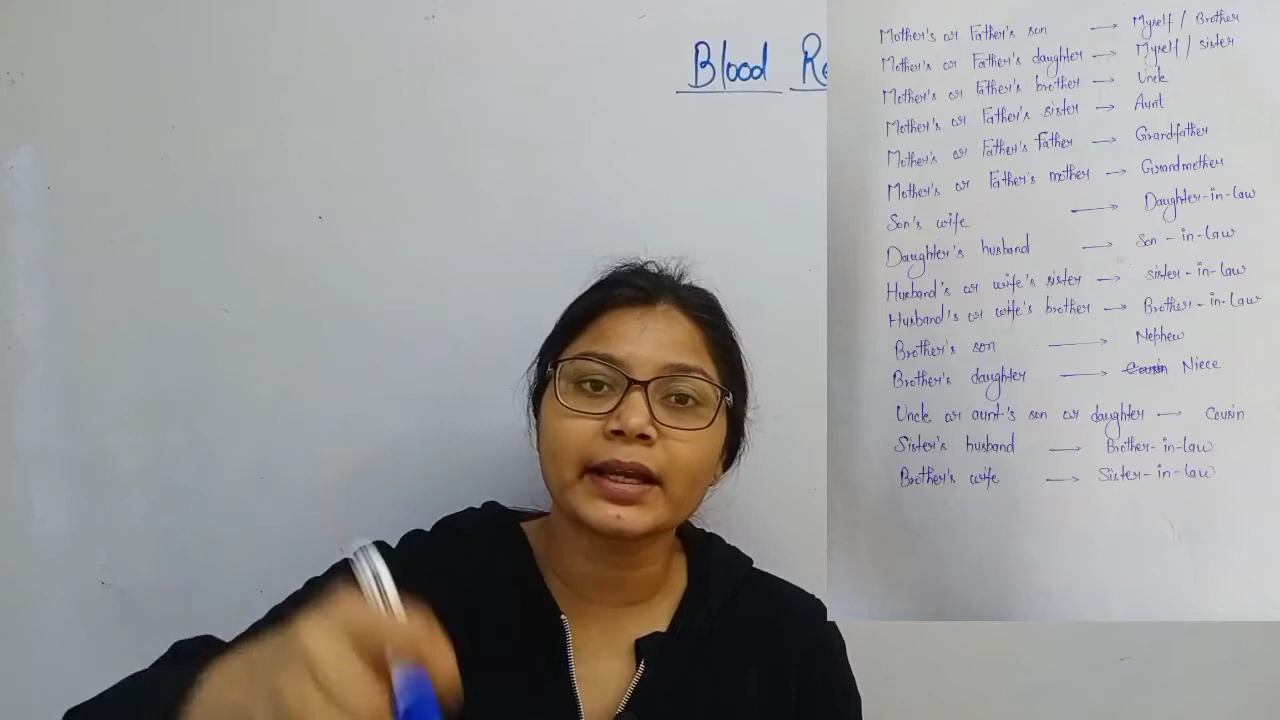 Blood Re
Mother's or Father's son → Myself / Brother
Mother's or Father's daughter → Myself / sister
Mother's or Father's brother → Uncle
Mother's or Father's sister → Aunt
Mother's or Father's Father → Grandfather
Mother's or Father's mother → Grandmother
Son's wife → Daughter-in-law
Daughter's husband → Son-in-law
Husband's or wife's sister → sister-in-law
Husband's or wife's brother → Brother-in-law
Brother's son → Nephew
Brother's daughter → Niece
Uncle or aunt's son or daughter → Cousin
Sister's husband → Brother-in-law
Brother's wife → Sister-in-law